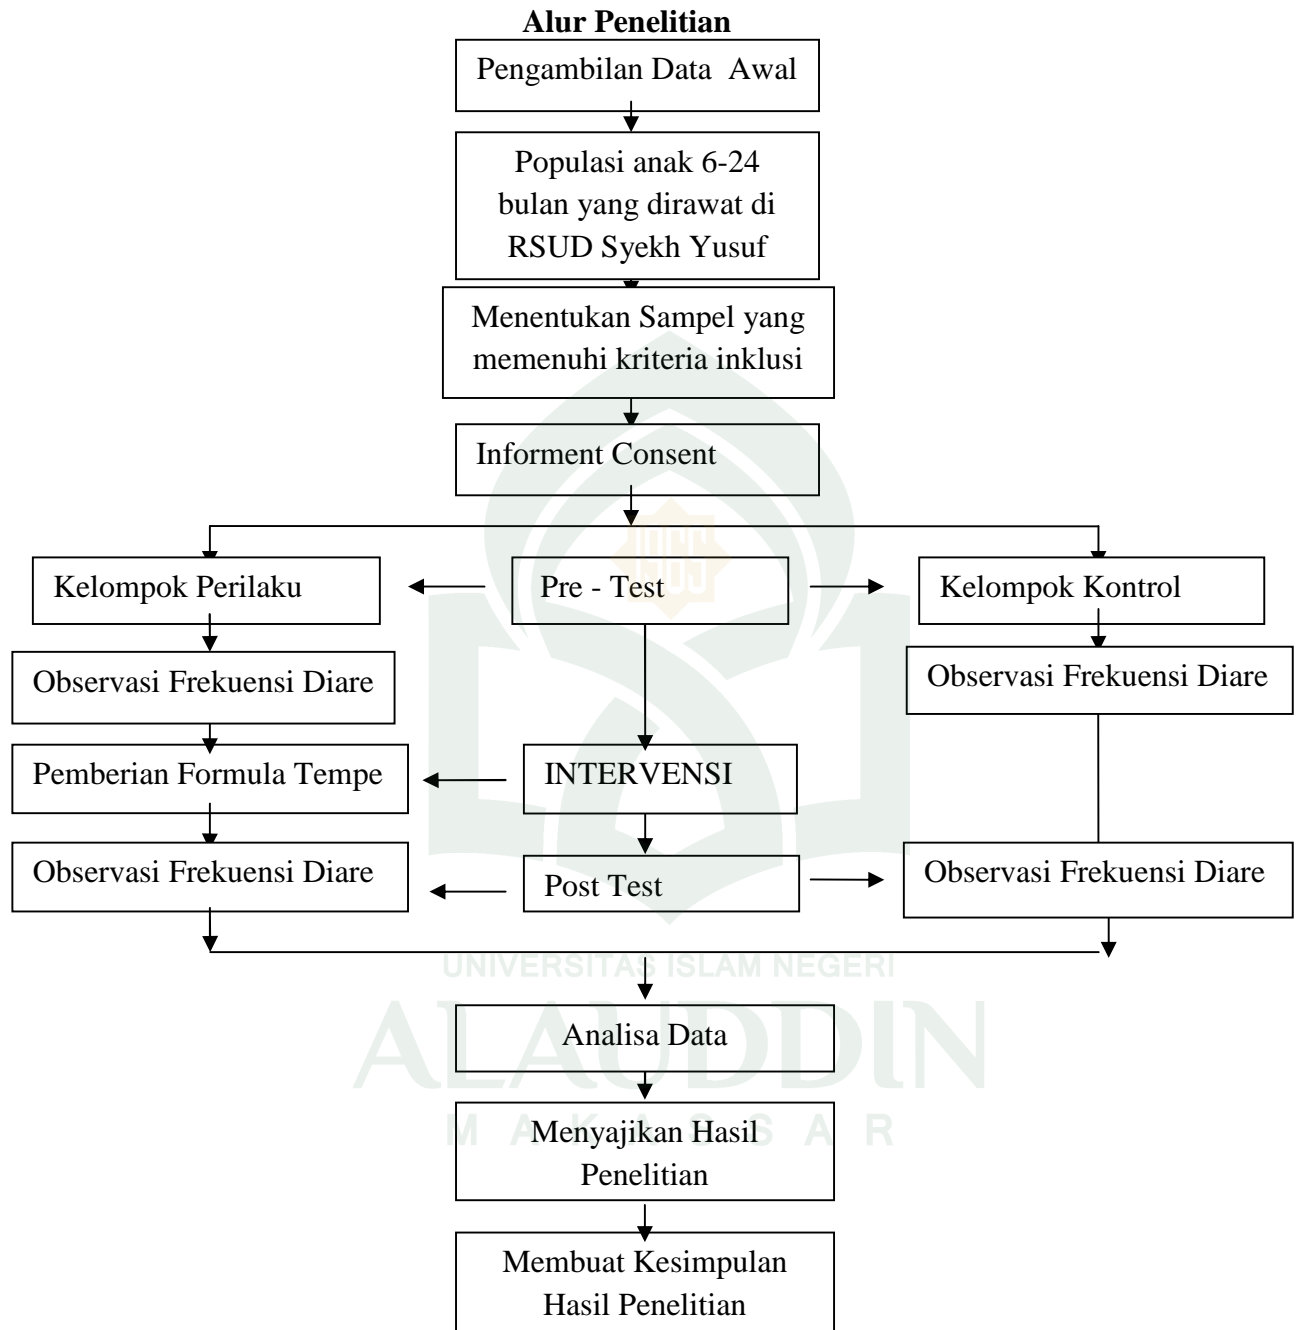 Alur Penelitian
Pengambilan Data Awal
Populasi anak 6-24
bulan yang dirawat di
RSUD Syekh Yusuf
Menentukan Sampel yang
memenuhi kriteria inklusi
Informent Consent
1965
Kelompok Perilaku
Pre - Test
Kelompok Kontrol
Observasi Frekuensi Diare
Observasi Frekuensi Diare
Pemberian Formula Tempe
INTERVENSI
Observasi Frekuensi Diare
Post Test
Observasi Frekuensi Diare
UNIVERSITAS ISLAM NEGERI
Analisa Data
ALAUDDIN
MAKASSAR
Menyajikan Hasil
Penelitian
Membuat Kesimpulan
Hasil Penelitian